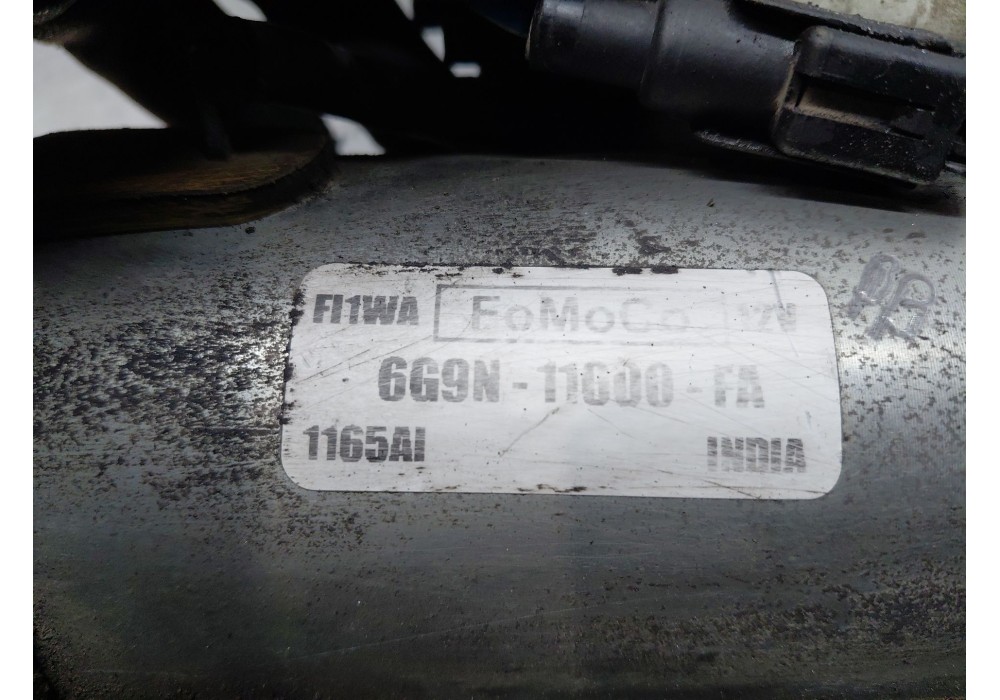 FI1WA FoMoCo
6G9N-11000-FA
1165AI INDIA